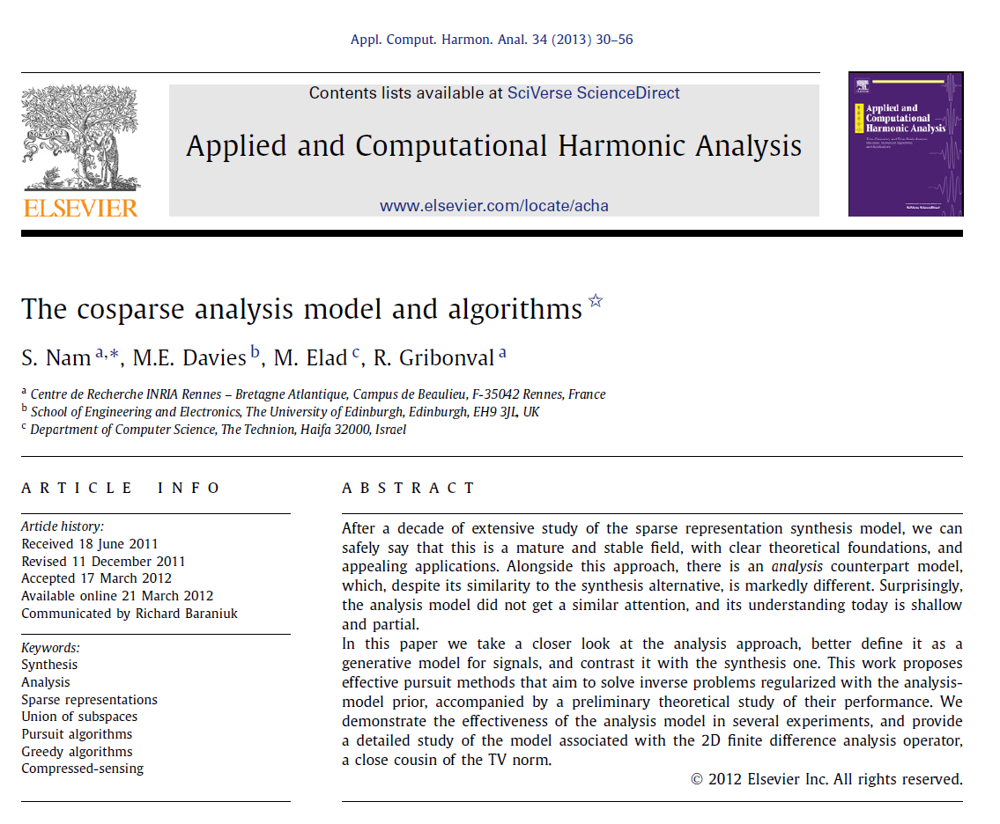 Appl. Comput. Harmon. Anal. 34 (2013) 30–56
Contents lists available at SciVerse ScienceDirect
Applied and Computational Harmonic Analysis
www.elsevier.com/locate/acha
ELSEVIER
Applied and
Computational
Harmonic Analysis
The cosparse analysis model and algorithms ☆
S. Nam a,*, M.E. Davies b, M. Elad c, R. Gribonval a
a Centre de Recherche INRIA Rennes – Bretagne Atlantique, Campus de Beaulieu, F-35042 Rennes, France
b School of Engineering and Electronics, The University of Edinburgh, Edinburgh, EH9 3JL, UK
c Department of Computer Science, The Technion, Haifa 32000, Israel
ARTICLE INFO
Article history:
Received 18 June 2011
Revised 11 December 2011
Accepted 17 March 2012
Available online 21 March 2012
Communicated by Richard Baraniuk
Keywords:
Synthesis
Analysis
Sparse representations
Union of subspaces
Pursuit algorithms
Greedy algorithms
Compressed-sensing
ABSTRACT
After a decade of extensive study of the sparse representation synthesis model, we can
safely say that this is a mature and stable field, with clear theoretical foundations, and
appealing applications. Alongside this approach, there is an analysis counterpart model,
which, despite its similarity to the synthesis alternative, is markedly different. Surprisingly,
the analysis model did not get a similar attention, and its understanding today is shallow
and partial.
In this paper we take a closer look at the analysis approach, better define it as a
generative model for signals, and contrast it with the synthesis one. This work proposes
effective pursuit methods that aim to solve inverse problems regularized with the analysis-
model prior, accompanied by a preliminary theoretical study of their performance. We
demonstrate the effectiveness of the analysis model in several experiments, and provide
a detailed study of the model associated with the 2D finite difference analysis operator,
a close cousin of the TV norm.
© 2012 Elsevier Inc. All rights reserved.